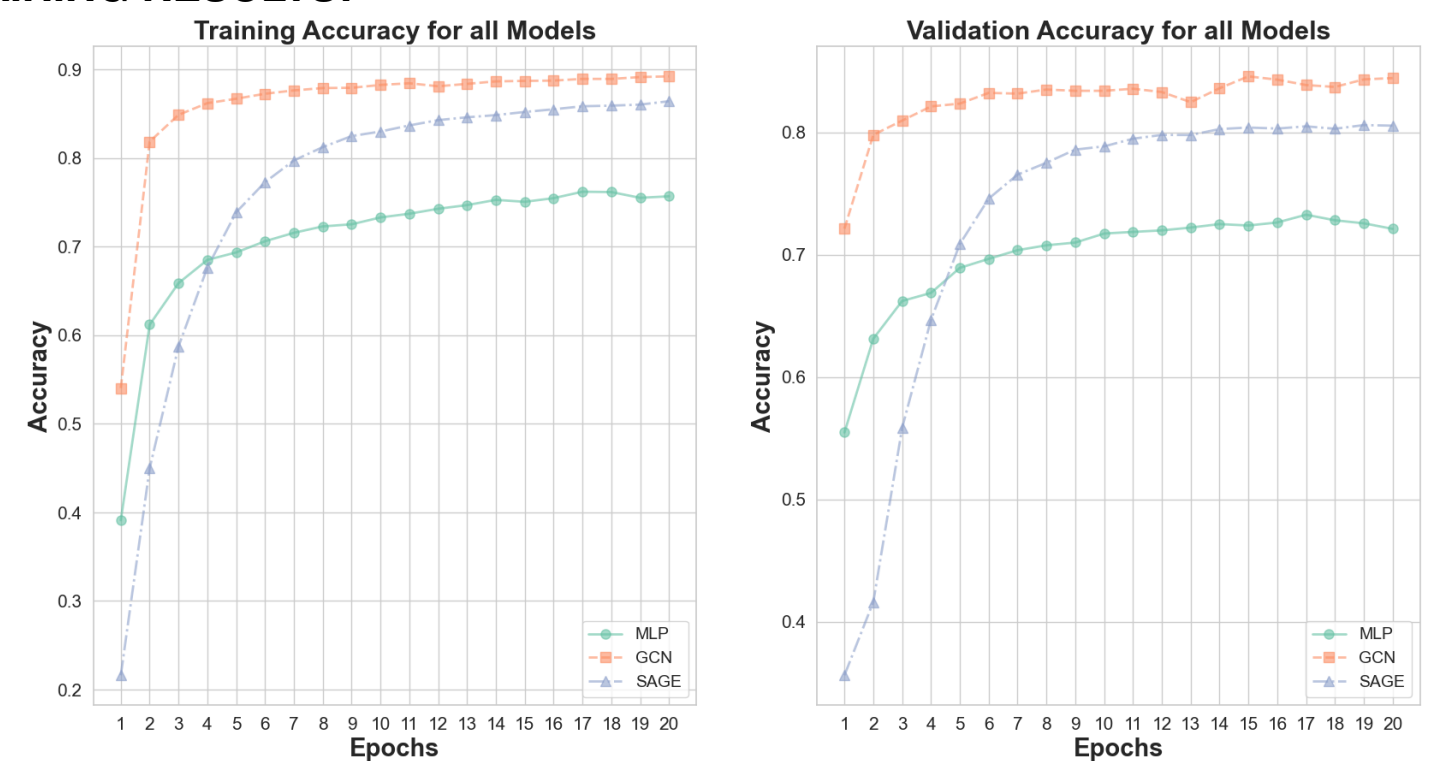 Training Accuracy for all Models
Accuracy
0.9
0.8
0.7
0.6
0.5
0.4
0.3
0.2
MLP
GCN
SAGE
1 2 3 4 5 6 7 8 9 10 11 12 13 14 15 16 17 18 19 20
Epochs
Validation Accuracy for all Models
Accuracy
0.8
0.7
0.6
0.5
0.4
MLP
GCN
SAGE
1 2 3 4 5 6 7 8 9 10 11 12 13 14 15 16 17 18 19 20
Epochs